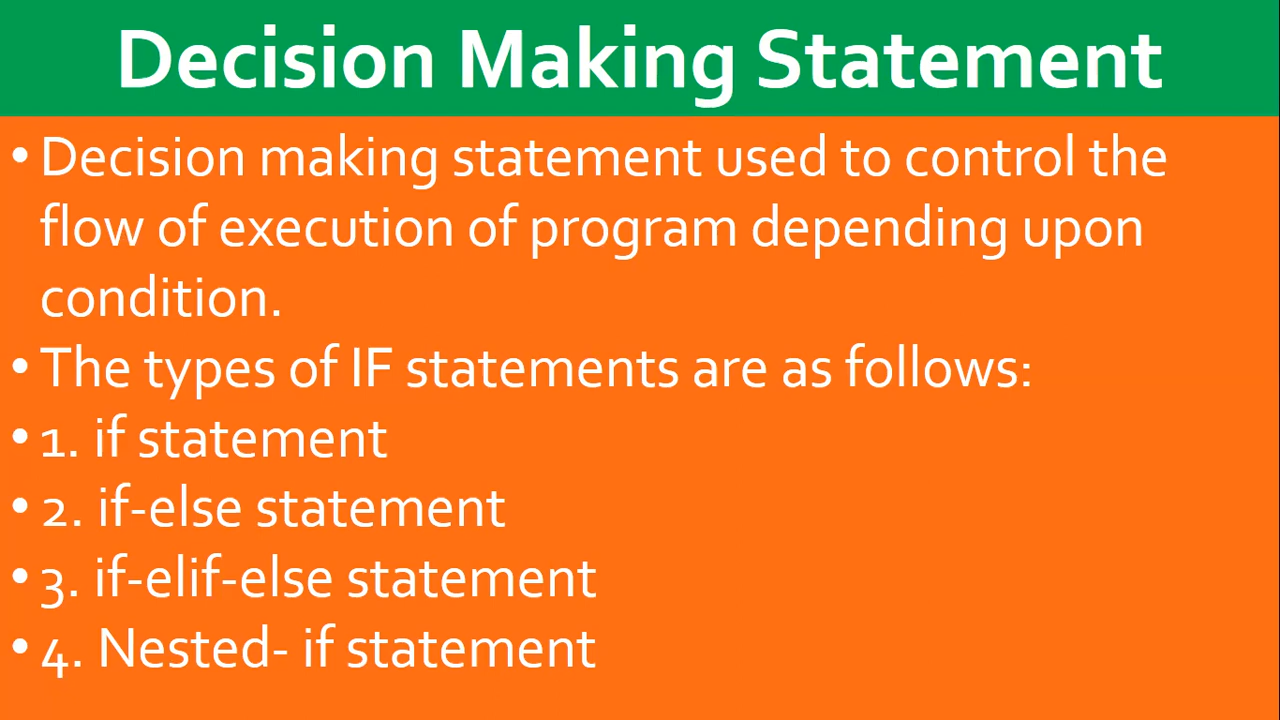 Decision Making Statement
• Decision making statement used to control the
flow of execution of program depending upon
condition.
• The types of IF statements are as follows:
• 1. if statement
• 2. if-else statement
• 3. if-elif-else statement
• 4. Nested- if statement